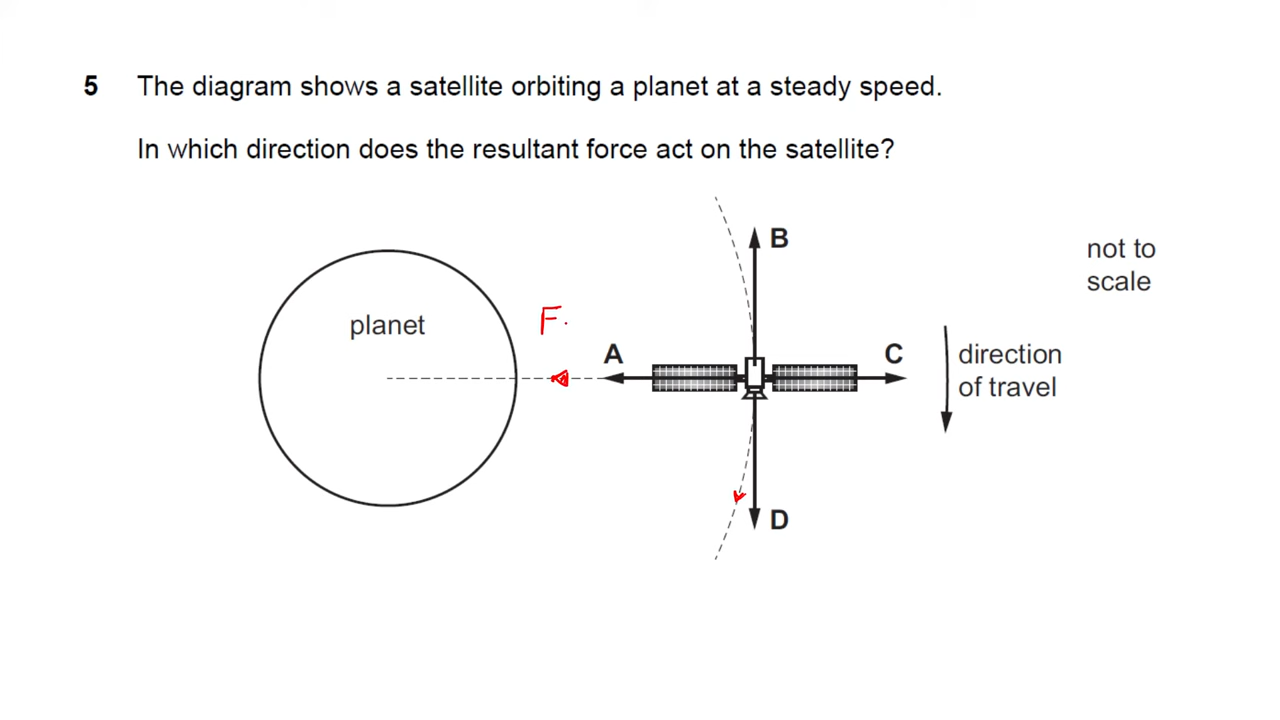 5 The diagram shows a satellite orbiting a planet at a steady speed.
In which direction does the resultant force act on the satellite?
B
not to
scale
planet
F.
A
C
direction
of travel
D